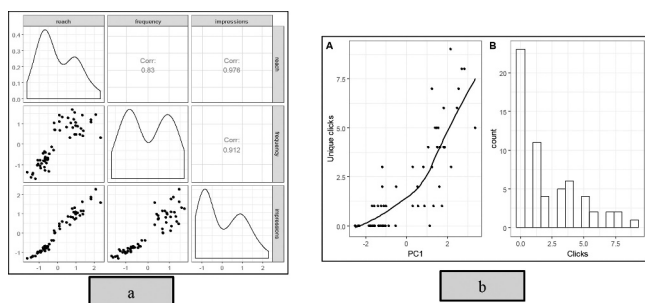 reach
frequency
impressions
0.4
0.3
0.2
0.1
0.0
Corr:
0.83
Corr:
0.978
reach
1
0
-1
Corr:
0.912
frequency
2
1
0
-1
impressions
-1 0 1 2
-1 0 1
-1 0 1 2
a
A
Unique clicks
7.5
5.0
2.5
0.0
-2 0 2
PC1
B
count
20
15
10
5
0
0.0 2.5 5.0 7.5
Clicks
b